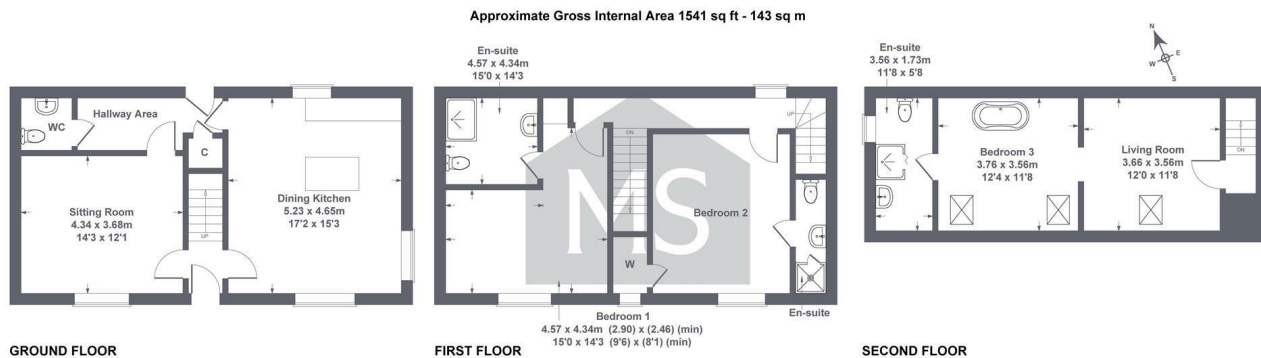 Approximate Gross Internal Area 1541 sq ft - 143 sq m
WC
Hallway Area
C
Sitting Room
4.34 x 3.68m
14'3 x 12'1
UP
Dining Kitchen
5.23 x 4.65m
17'2 x 15'3
GROUND FLOOR
En-suite
4.57 x 4.34m
15'0 x 14'3
DN
UP
MS
Bedroom 2
W
Bedroom 1
4.57 x 4.34m (2.90) x (2.46) (min)
15'0 x 14'3 (9'6) x (8'1) (min)
En-suite
FIRST FLOOR
N
W
E
S
En-suite
3.56 x 1.73m
11'8 x 5'8
Bedroom 3
3.76 x 3.56m
12'4 x 11'8
Living Room
3.66 x 3.56m
12'0 x 11'8
DN
SECOND FLOOR